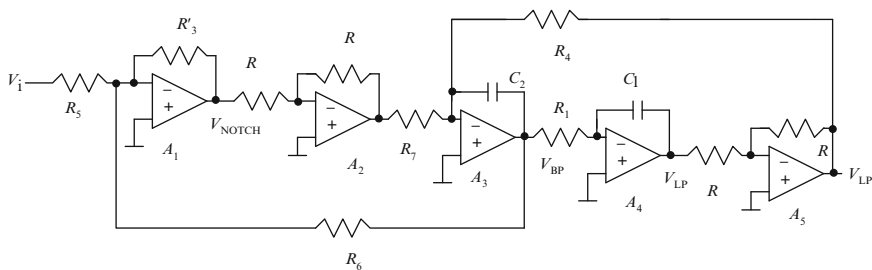 R′3
R
R
R4
C2
C1
Vi
R5
R1
− +
− +
− +
− +
− +
VNOTCH
R7
VBP
VLP
R
R
VLP
A1
A2
A3
A4
A5
R6